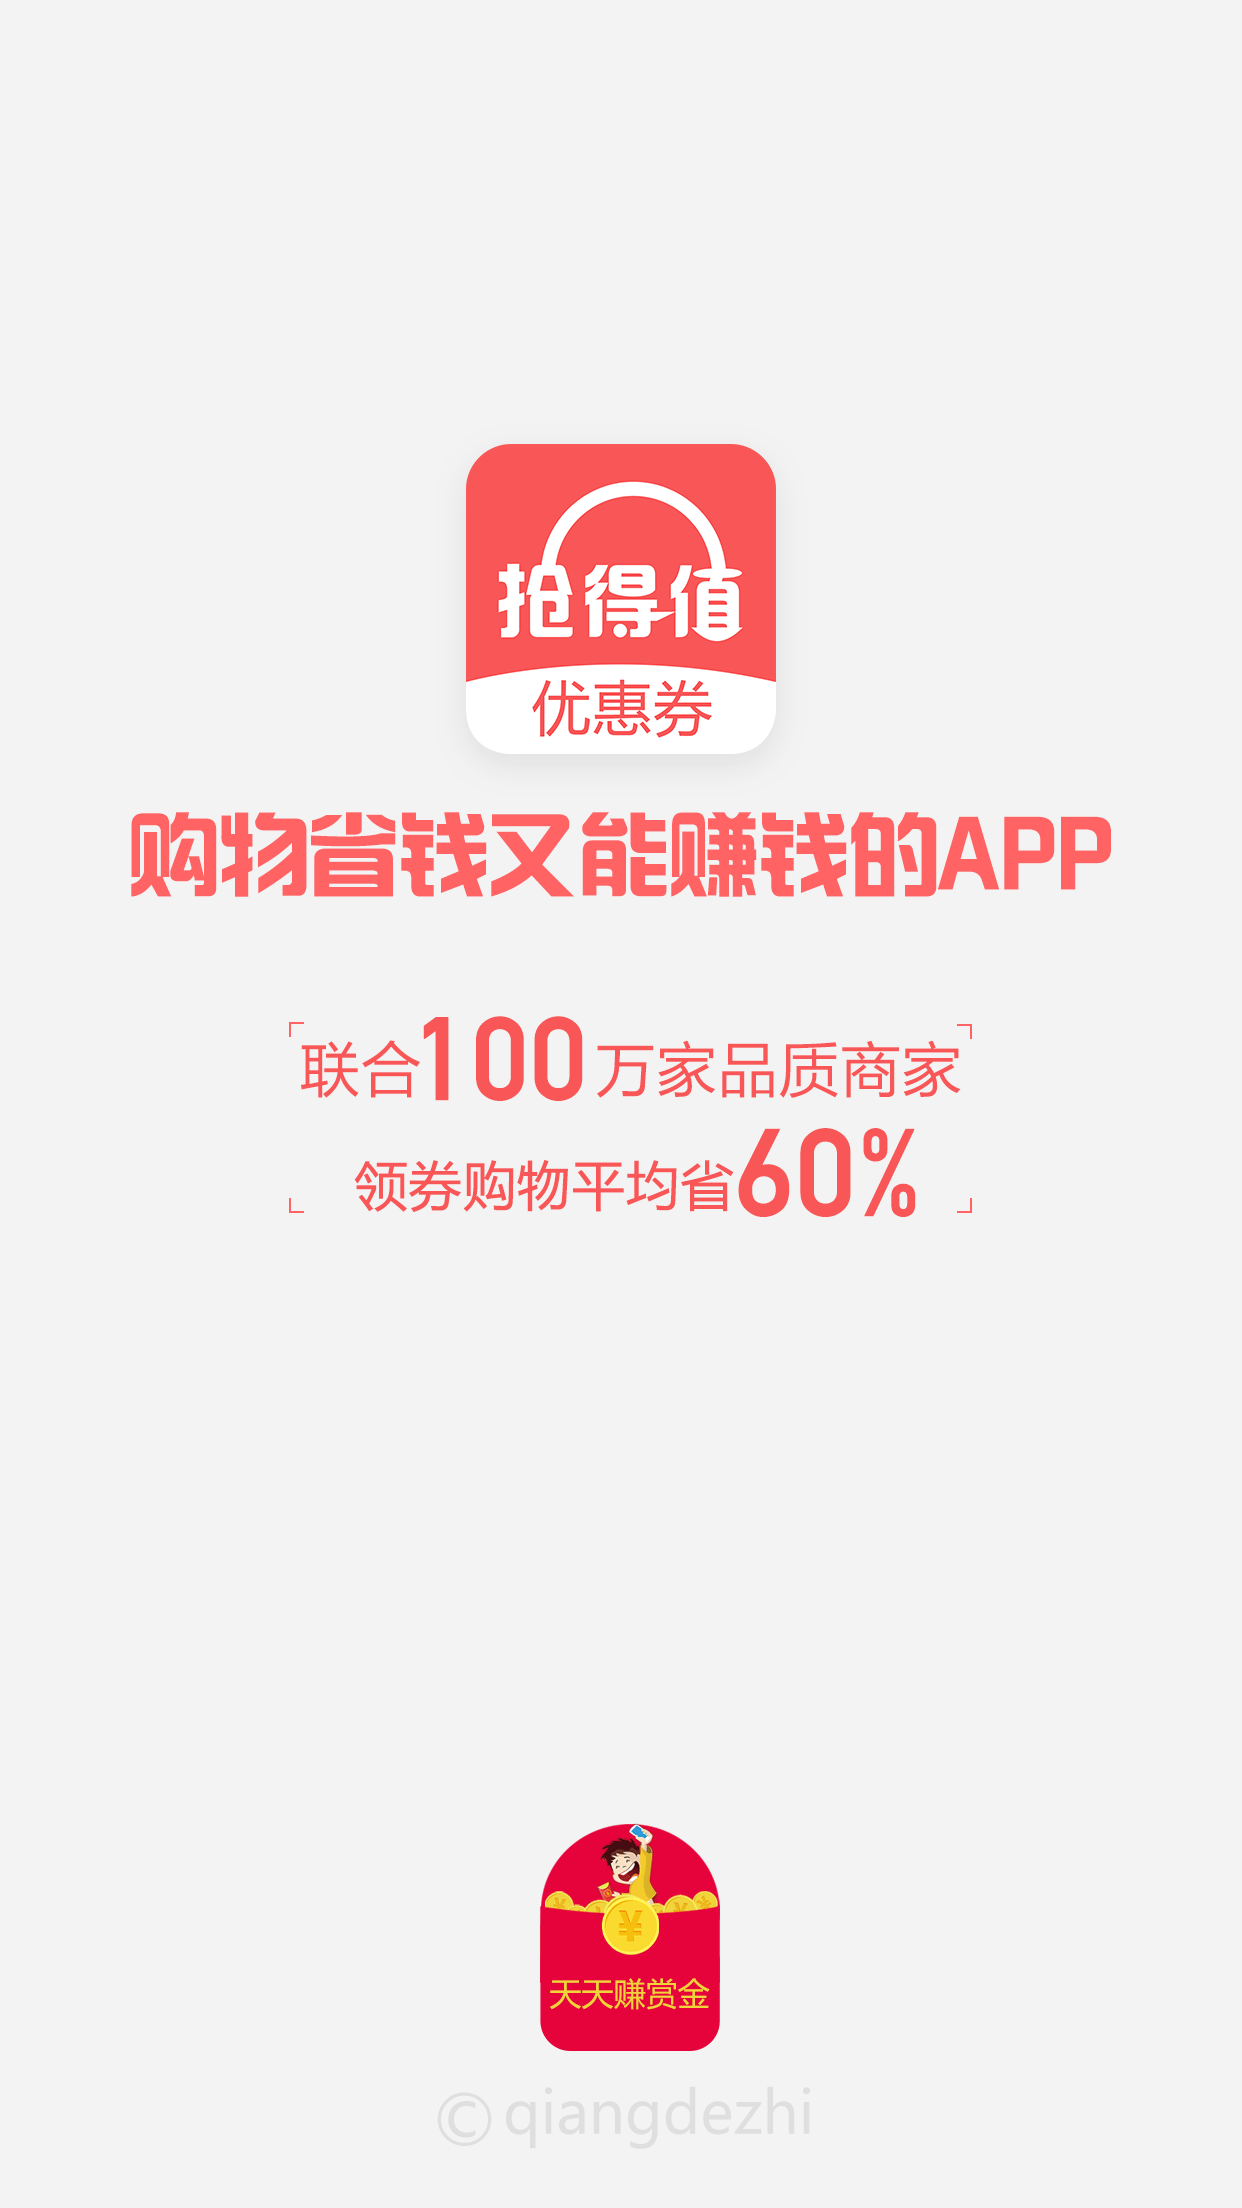 抢得值
优惠券
购物省钱又能赚钱的APP
联合100万家品质商家
领券购物平均省60%
¥
天天赚赏金
©qiangdezhi